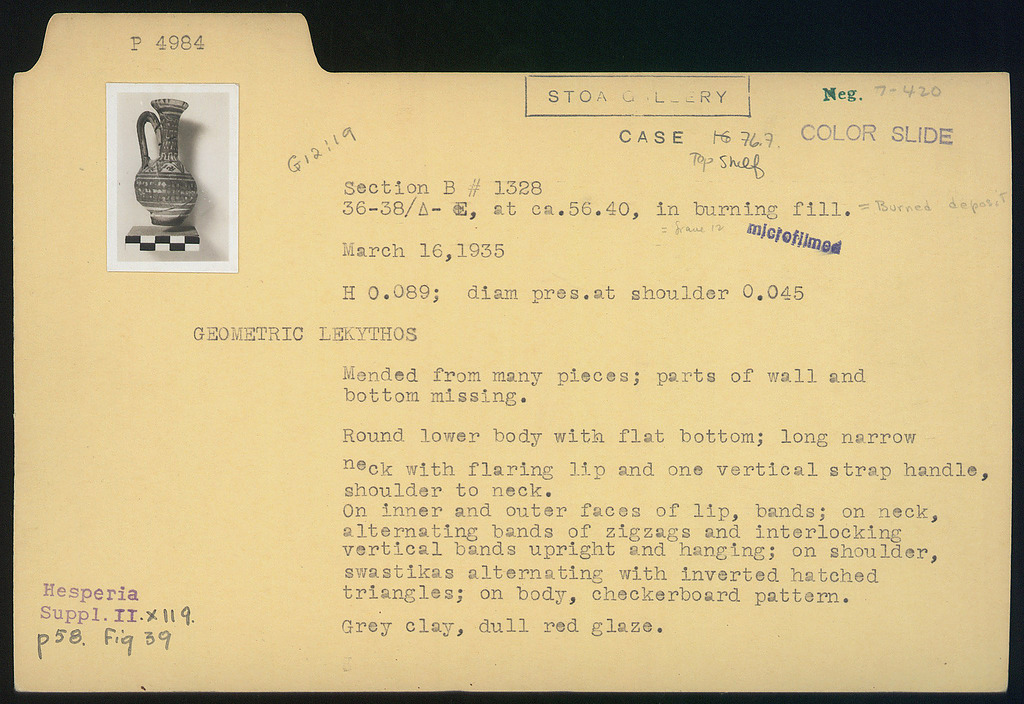 P 4984
STOA GALLERY
Neg. 7-420
CASE 16 76.7.
COLOR SLIDE
Top Shelf
G12:19
Section B # 1328
36-38/Δ- E, at ca.56.40, in burning fill. = Burned deposit
= Grave 12
microfilmed
March 16,1935
H 0.089; diam pres.at shoulder 0.045
GEOMETRIC LEKYTHOS
Mended from many pieces; parts of wall and
bottom missing.
Round lower body with flat bottom; long narrow
neck with flaring lip and one vertical strap handle,
shoulder to neck.
On inner and outer faces of lip, bands; on neck,
alternating bands of zigzags and interlocking
vertical bands upright and hanging; on shoulder,
swastikas alternating with inverted hatched
triangles; on body, checkerboard pattern.
Grey clay, dull red glaze.
Hesperia
Suppl. II. X 119.
p58. Fig 39